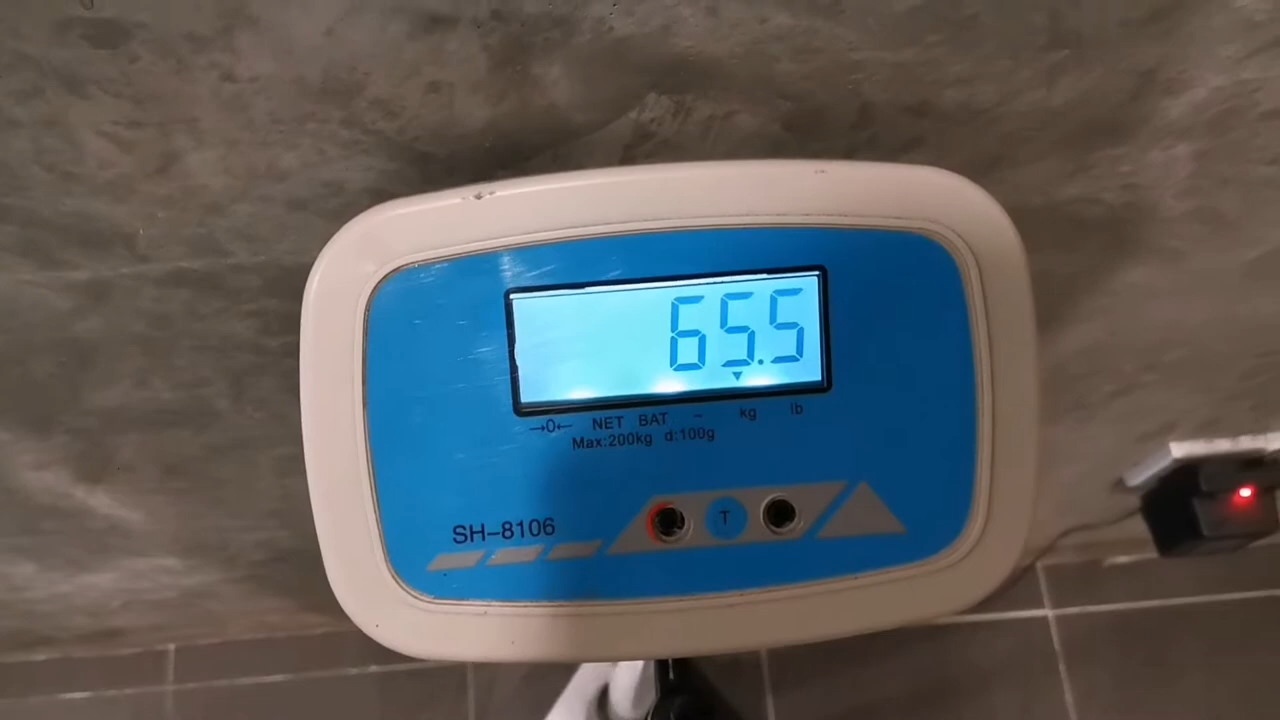 65.5
→0← NET BAT ~ kg lb
Max:200kg d:100g
T
SH-8106